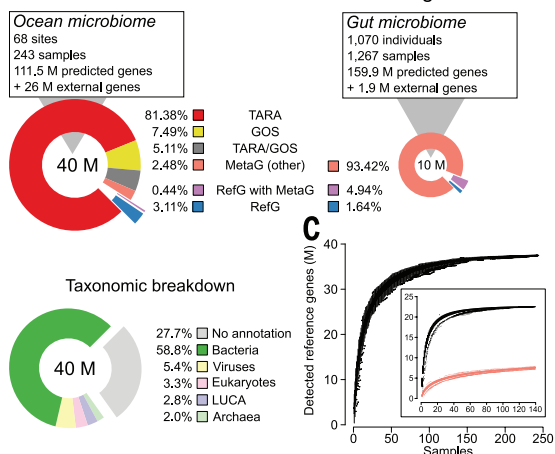 Ocean microbiome
68 sites
243 samples
111.5 M predicted genes
+ 26 M external genes
Gut microbiome
1,070 individuals
1,267 samples
159.9 M predicted genes
+ 1.9 M external genes
40 M
81.38% TARA
7.49% GOS
5.11% TARA/GOS
2.48% MetaG (other) 93.42%
0.44% RefG with MetaG 4.94%
3.11% RefG 1.64%
10 M
Taxonomic breakdown
40 M
27.7% No annotation
58.8% Bacteria
5.4% Viruses
3.3% Eukaryotes
2.8% LUCA
2.0% Archaea
C
Detected reference genes (M)
40
30
20
10
0
0 50 100 150 200 250
Samples
25
20
15
10
5
0
0 20 40 60 80 100 120 140